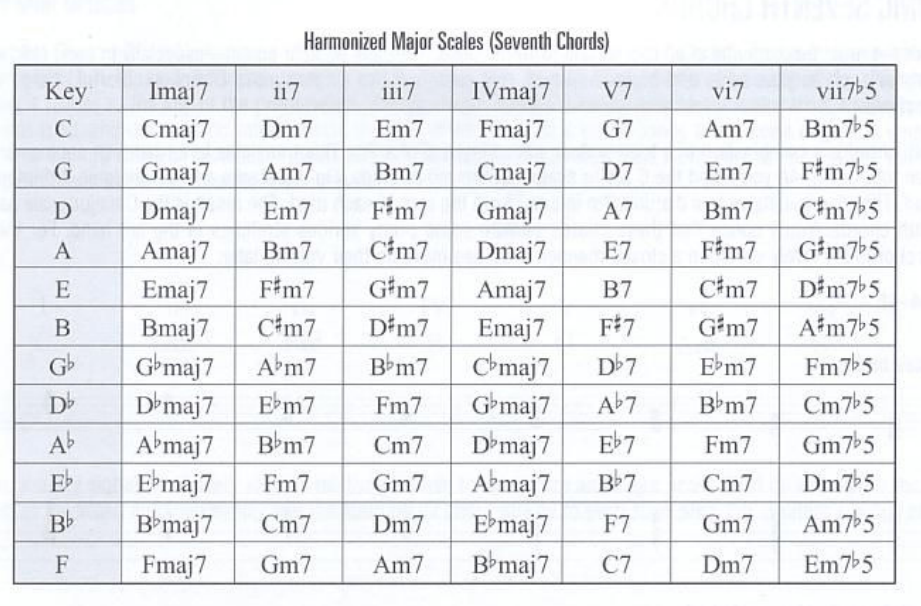 Harmonized Major Scales (Seventh Chords)
Key Imaj7 ii7 iii7 IVmaj7 V7 vi7 vii7♭5
C Cmaj7 Dm7 Em7 Fmaj7 G7 Am7 Bm7♭5
G Gmaj7 Am7 Bm7 Cmaj7 D7 Em7 F♯m7♭5
D Dmaj7 Em7 F♯m7 Gmaj7 A7 Bm7 C♯m7♭5
A Amaj7 Bm7 C♯m7 Dmaj7 E7 F♯m7 G♯m7♭5
E Emaj7 F♯m7 G♯m7 Amaj7 B7 C♯m7 D♯m7♭5
B Bmaj7 C♯m7 D♯m7 Emaj7 F♯7 G♯m7 A♯m7♭5
G♭ G♭maj7 A♭m7 B♭m7 C♭maj7 D♭7 E♭m7 Fm7♭5
D♭ D♭maj7 E♭m7 Fm7 G♭maj7 A♭7 B♭m7 Cm7♭5
A♭ A♭maj7 B♭m7 Cm7 D♭maj7 E♭7 Fm7 Gm7♭5
E♭ E♭maj7 Fm7 Gm7 A♭maj7 B♭7 Cm7 Dm7♭5
B♭ B♭maj7 Cm7 Dm7 E♭maj7 F7 Gm7 Am7♭5
F Fmaj7 Gm7 Am7 B♭maj7 C7 Dm7 Em7♭5